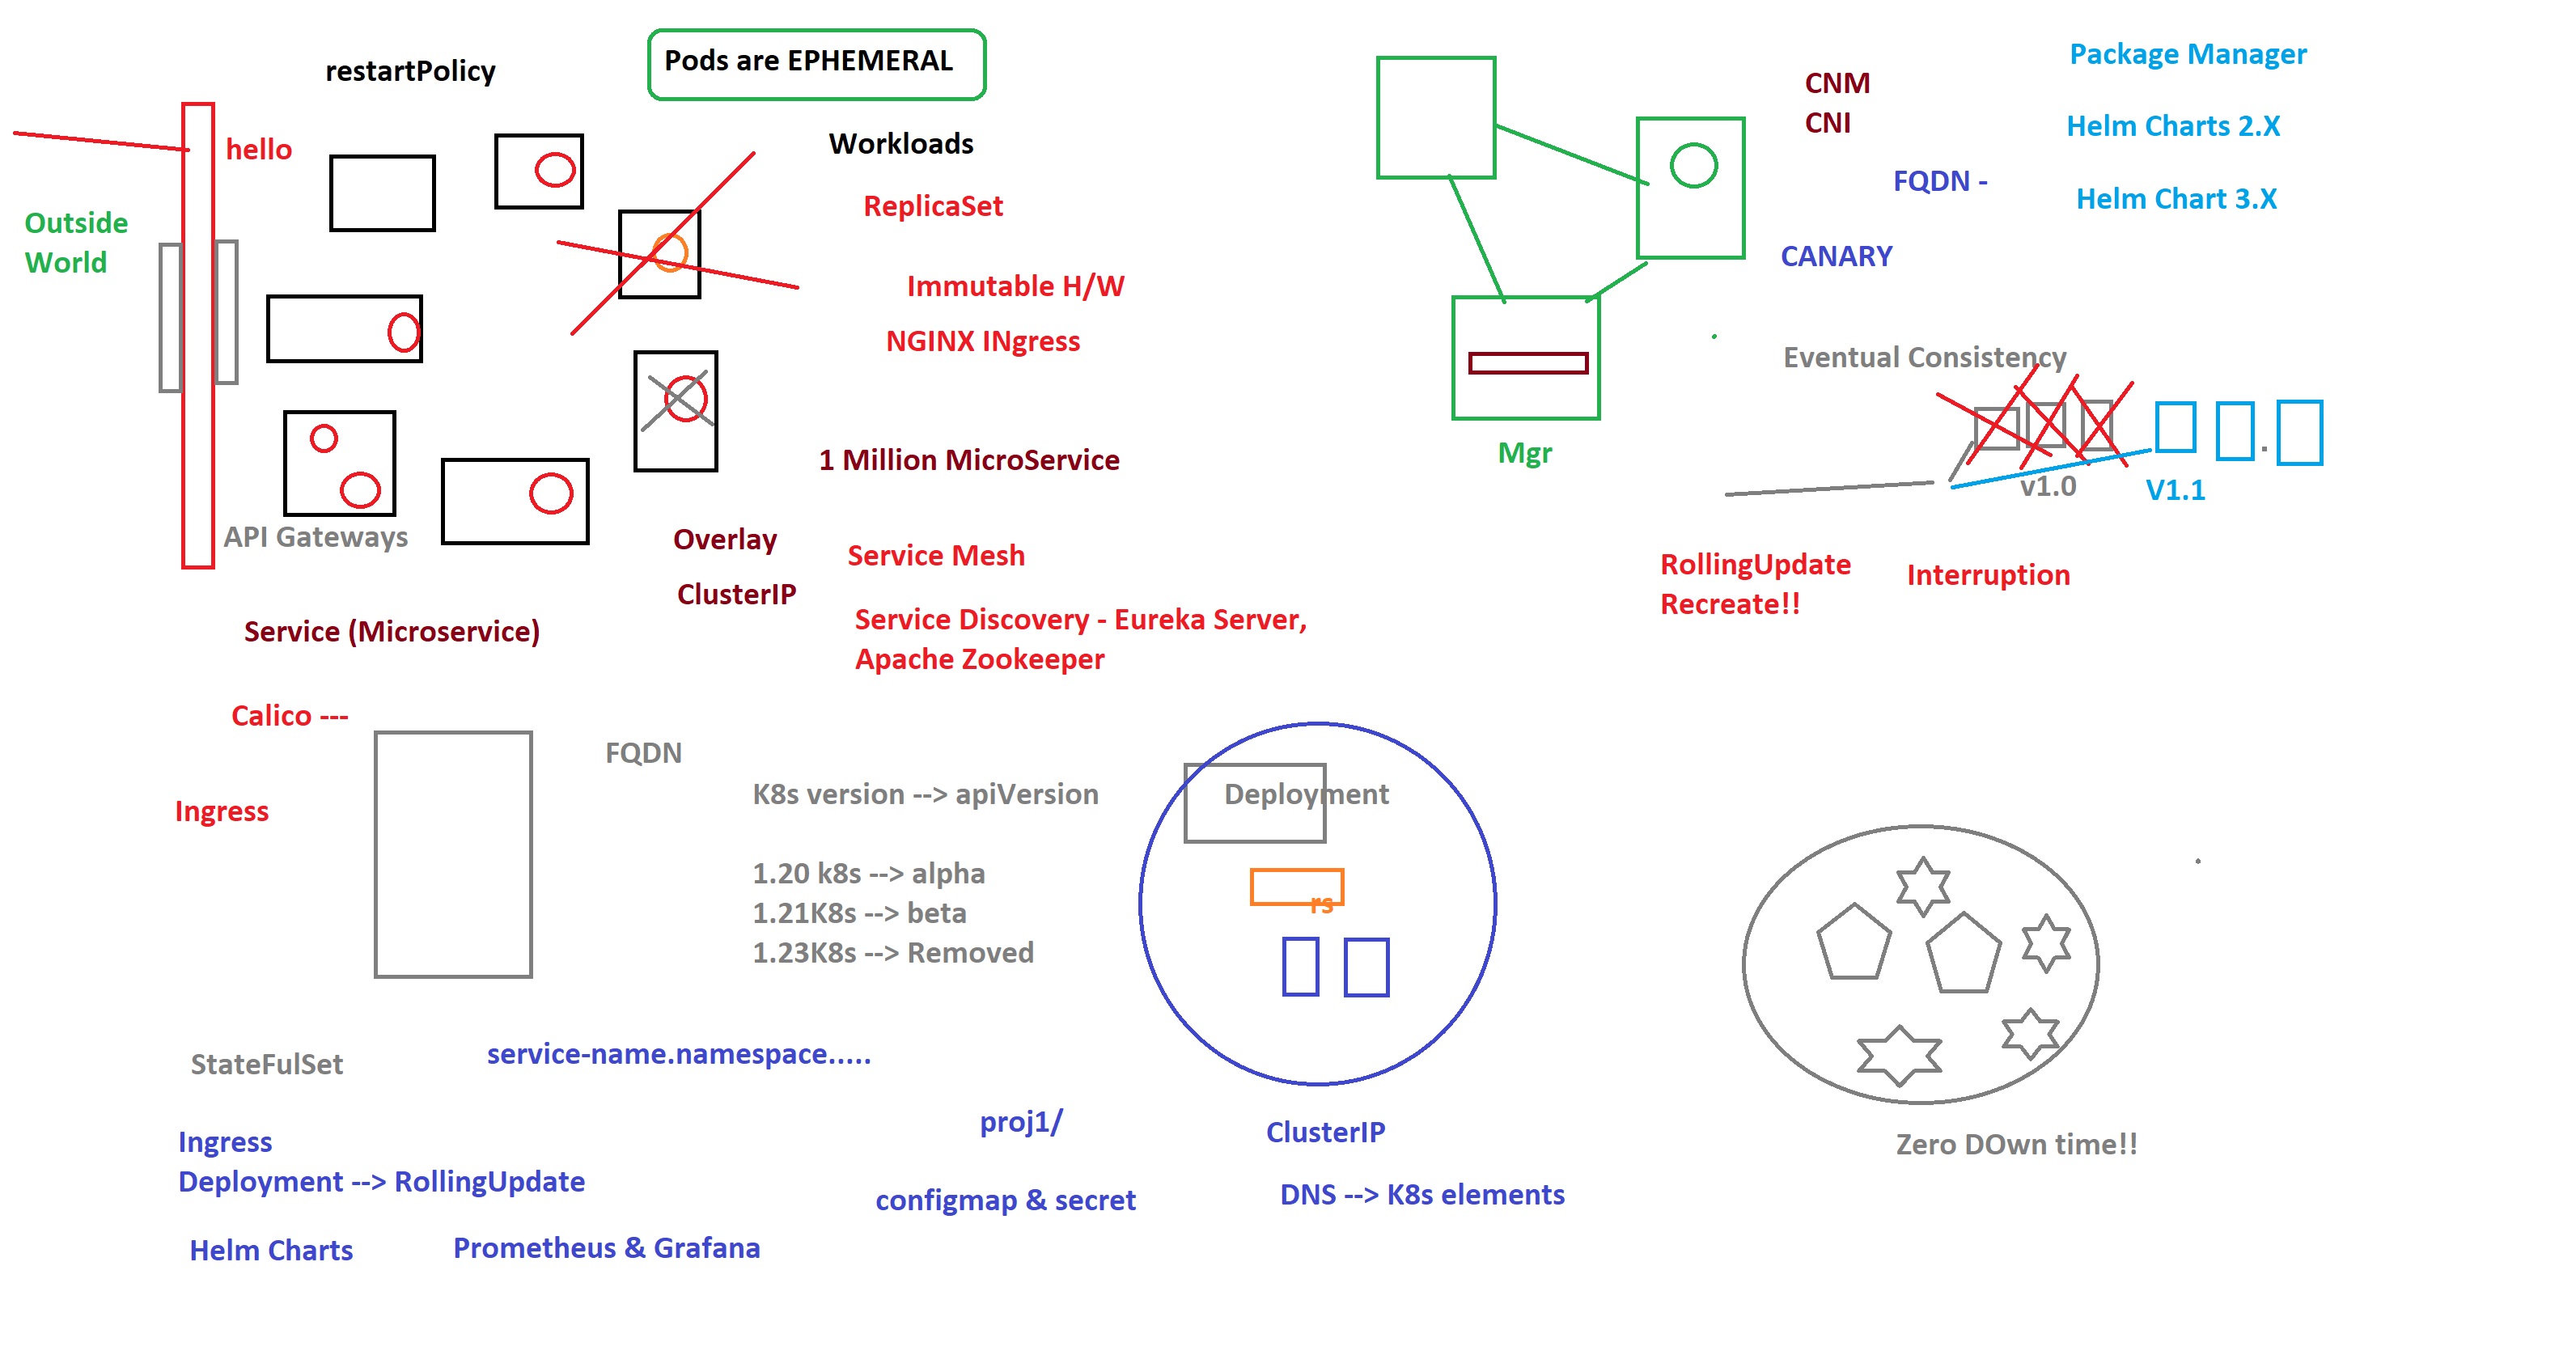 restartPolicy
Pods are EPHEMERAL
hello
Outside
World
Workloads
ReplicaSet
Immutable H/W
NGINX INgress
1 Million MicroService
API Gateways
Overlay
ClusterIP
Service Mesh
Service Discovery - Eureka Server,
Apache Zookeeper
Service (Microservice)
CNM
CNI
Package Manager
Helm Charts 2.X
FQDN -
Helm Chart 3.X
CANARY
Eventual Consistency
Mgr
v1.0
V1.1
RollingUpdate
Recreate!!
Interruption
Calico ---
Ingress
FQDN
K8s version --> apiVersion
1.20 k8s --> alpha
1.21K8s --> beta
1.23K8s --> Removed
Deployment
rs
StateFulSet
service-name.namespace.....
Ingress
Deployment --> RollingUpdate
Helm Charts
Prometheus & Grafana
proj1/
configmap & secret
ClusterIP
DNS --> K8s elements
Zero DOwn time!!